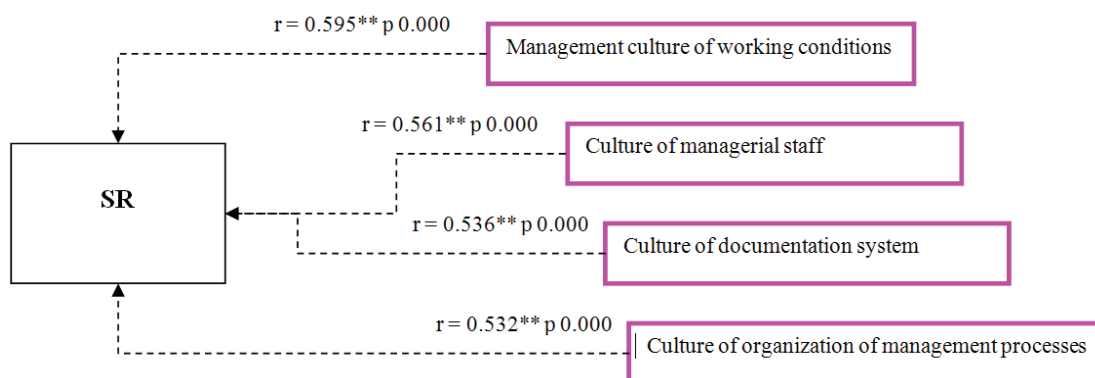 r = 0.595** p 0.000
Management culture of working conditions
r = 0.561** p 0.000
Culture of managerial staff
SR
r = 0.536** p 0.000
Culture of documentation system
r = 0.532** p 0.000
Culture of organization of management processes